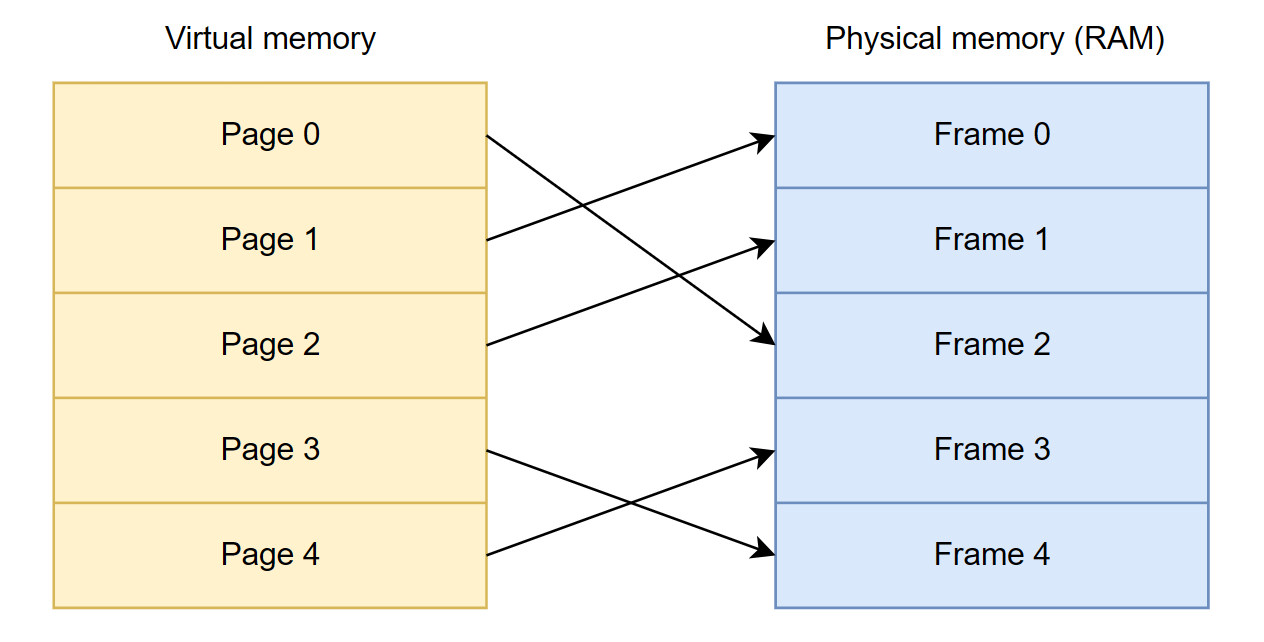 Virtual memory
Physical memory (RAM)
Page 0
Frame 0
Page 1
Frame 1
Page 2
Frame 2
Page 3
Frame 3
Page 4
Frame 4